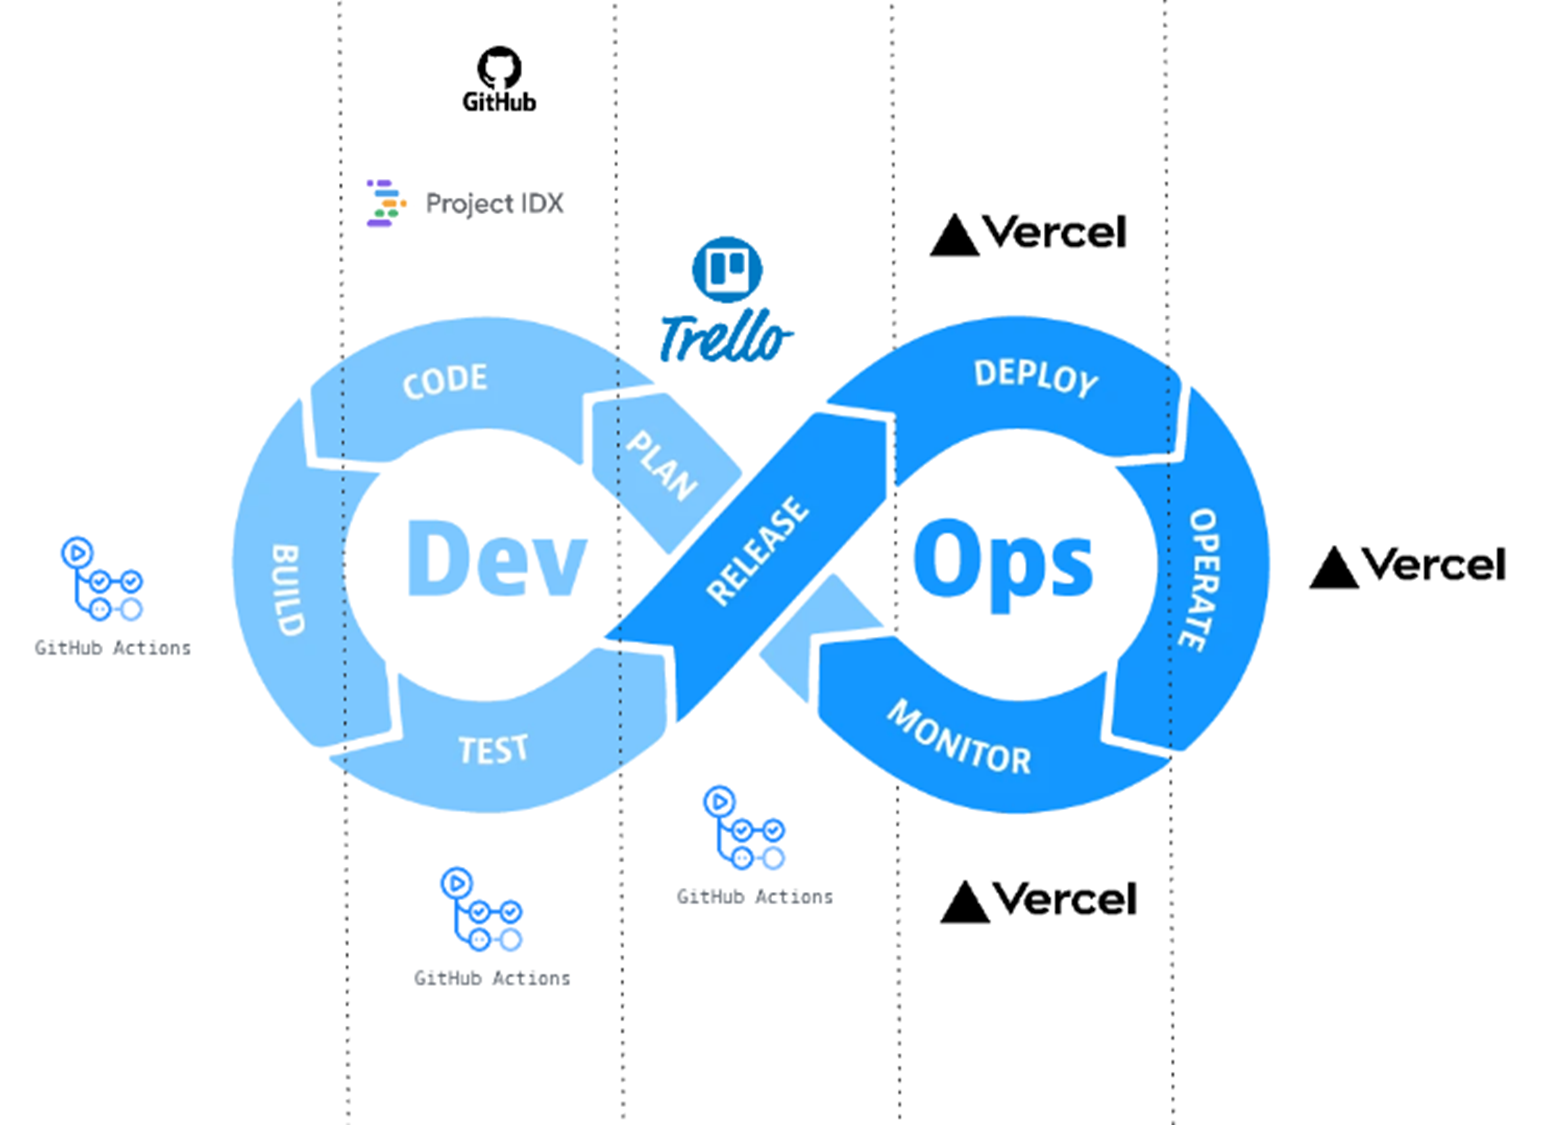 GitHub
Project IDX
Trello
Vercel
CODE
PLAN
DEPLOY
BUILD
Dev
RELEASE
Ops
OPERATE
GitHub Actions
Vercel
TEST
MONITOR
GitHub Actions
Vercel
GitHub Actions